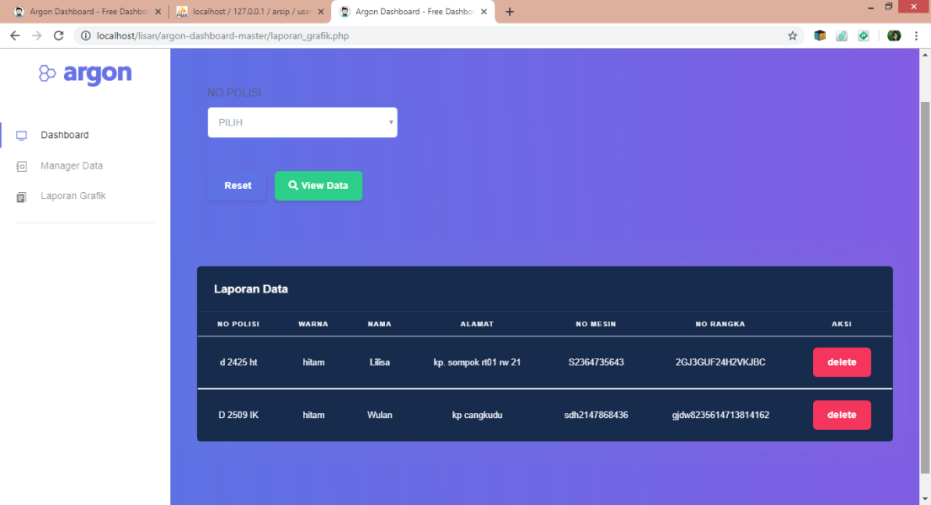 Argon Dashboard - Free Dashbo
localhost / 127.0.0.1 / arsip / use
Argon Dashboard - Free Dashbo
localhost/lisan/argon-dashboard-master/laporan_grafik.php
argon
Dashboard
Manager Data
Laporan Grafik
NO POLISI:
PILIH
Reset
View Data
Laporan Data
NO POLISI WARNA NAMA ALAMAT NO MESIN NO RANGKA AKSI
d 2425 ht hitam Lilisa kp. sompok rt01 rw 21 S2364735643 2GJ3GUF24H2VKJBC delete
D 2509 IK hitam Wulan kp cangkudu sdh2147868436 gjdw8235614713814162 delete